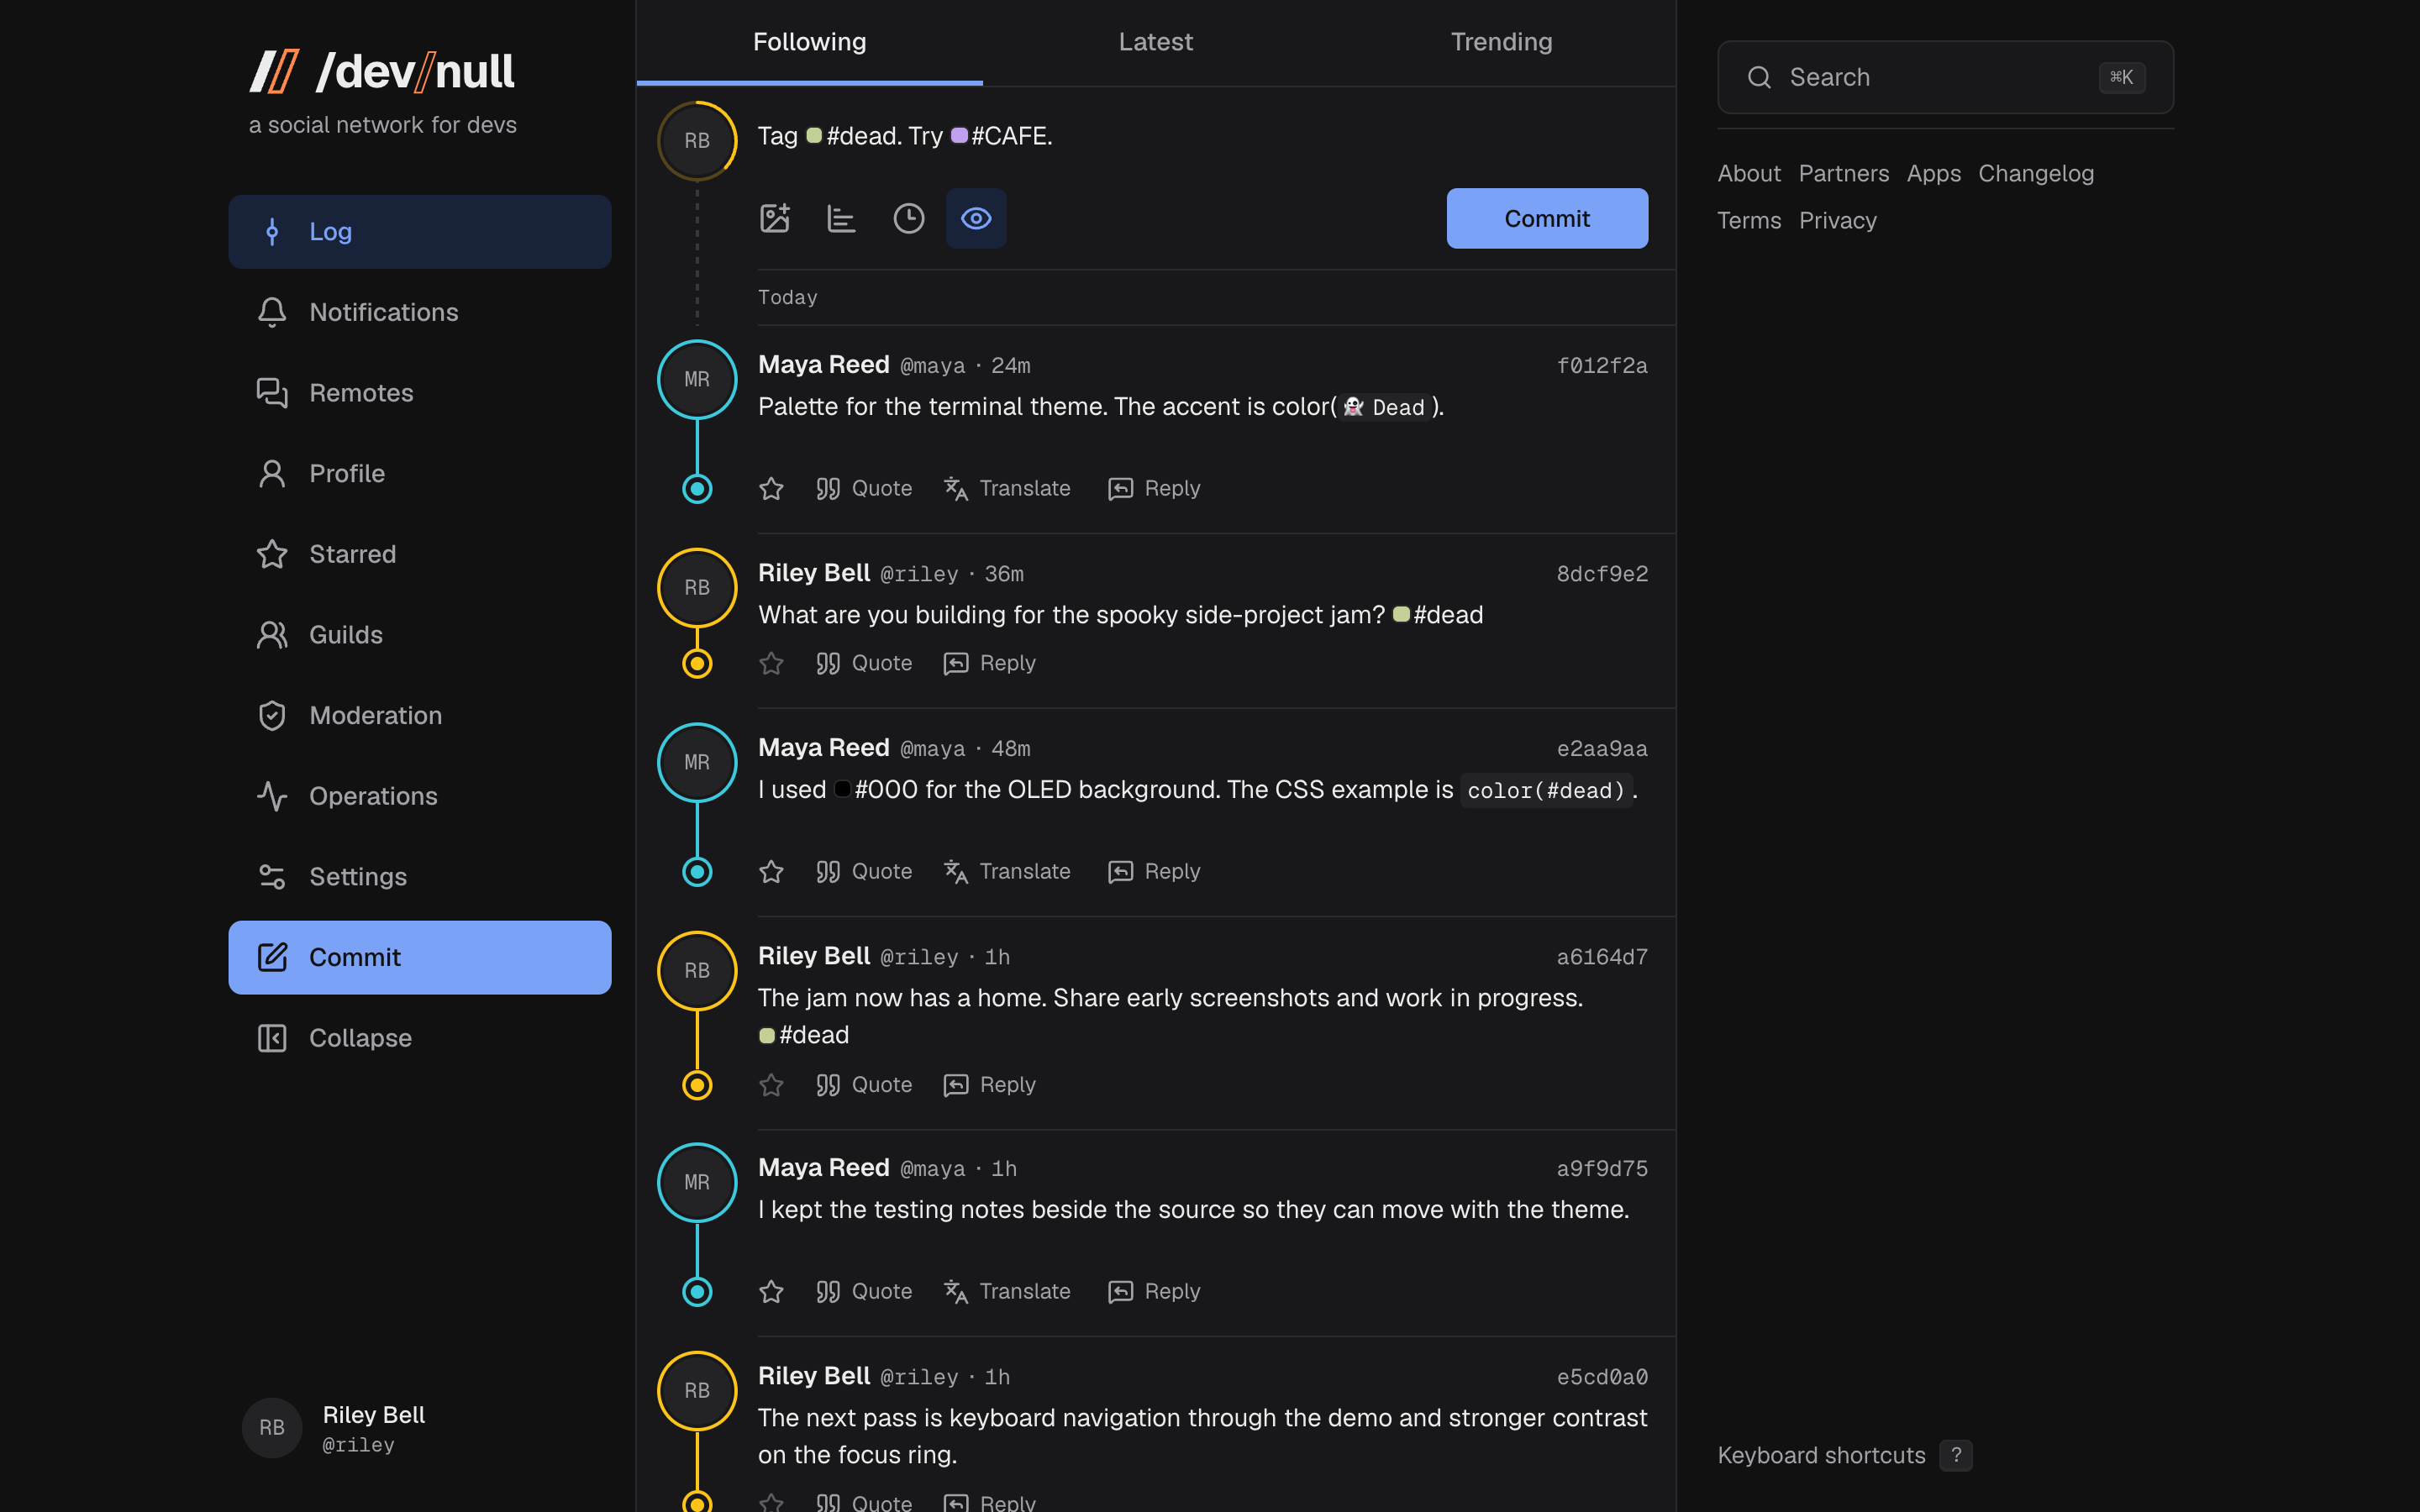 /dev//null
a social network for devs
Log
Notifications
Remotes
Profile
Starred
Guilds
Moderation
Operations
Settings
Commit
Collapse
RB
Riley Bell
@riley
Following
Latest
Trending
RB
Tag #dead. Try #CAFE.
Commit
Today
MR
Maya Reed @maya · 24m f012f2a
Palette for the terminal theme. The accent is color(👻 Dead).
Quote Translate Reply
RB
Riley Bell @riley · 36m 8dcf9e2
What are you building for the spooky side-project jam? #dead
Quote Reply
MR
Maya Reed @maya · 48m e2aa9aa
I used #000 for the OLED background. The CSS example is color(#dead).
Quote Translate Reply
RB
Riley Bell @riley · 1h a6164d7
The jam now has a home. Share early screenshots and work in progress.
#dead
Quote Reply
MR
Maya Reed @maya · 1h a9f9d75
I kept the testing notes beside the source so they can move with the theme.
Quote Translate Reply
RB
Riley Bell @riley · 1h e5cd0a0
The next pass is keyboard navigation through the demo and stronger contrast
on the focus ring.
Quote Reply
Search ⌘K
About Partners Apps Changelog
Terms Privacy
Keyboard shortcuts ?